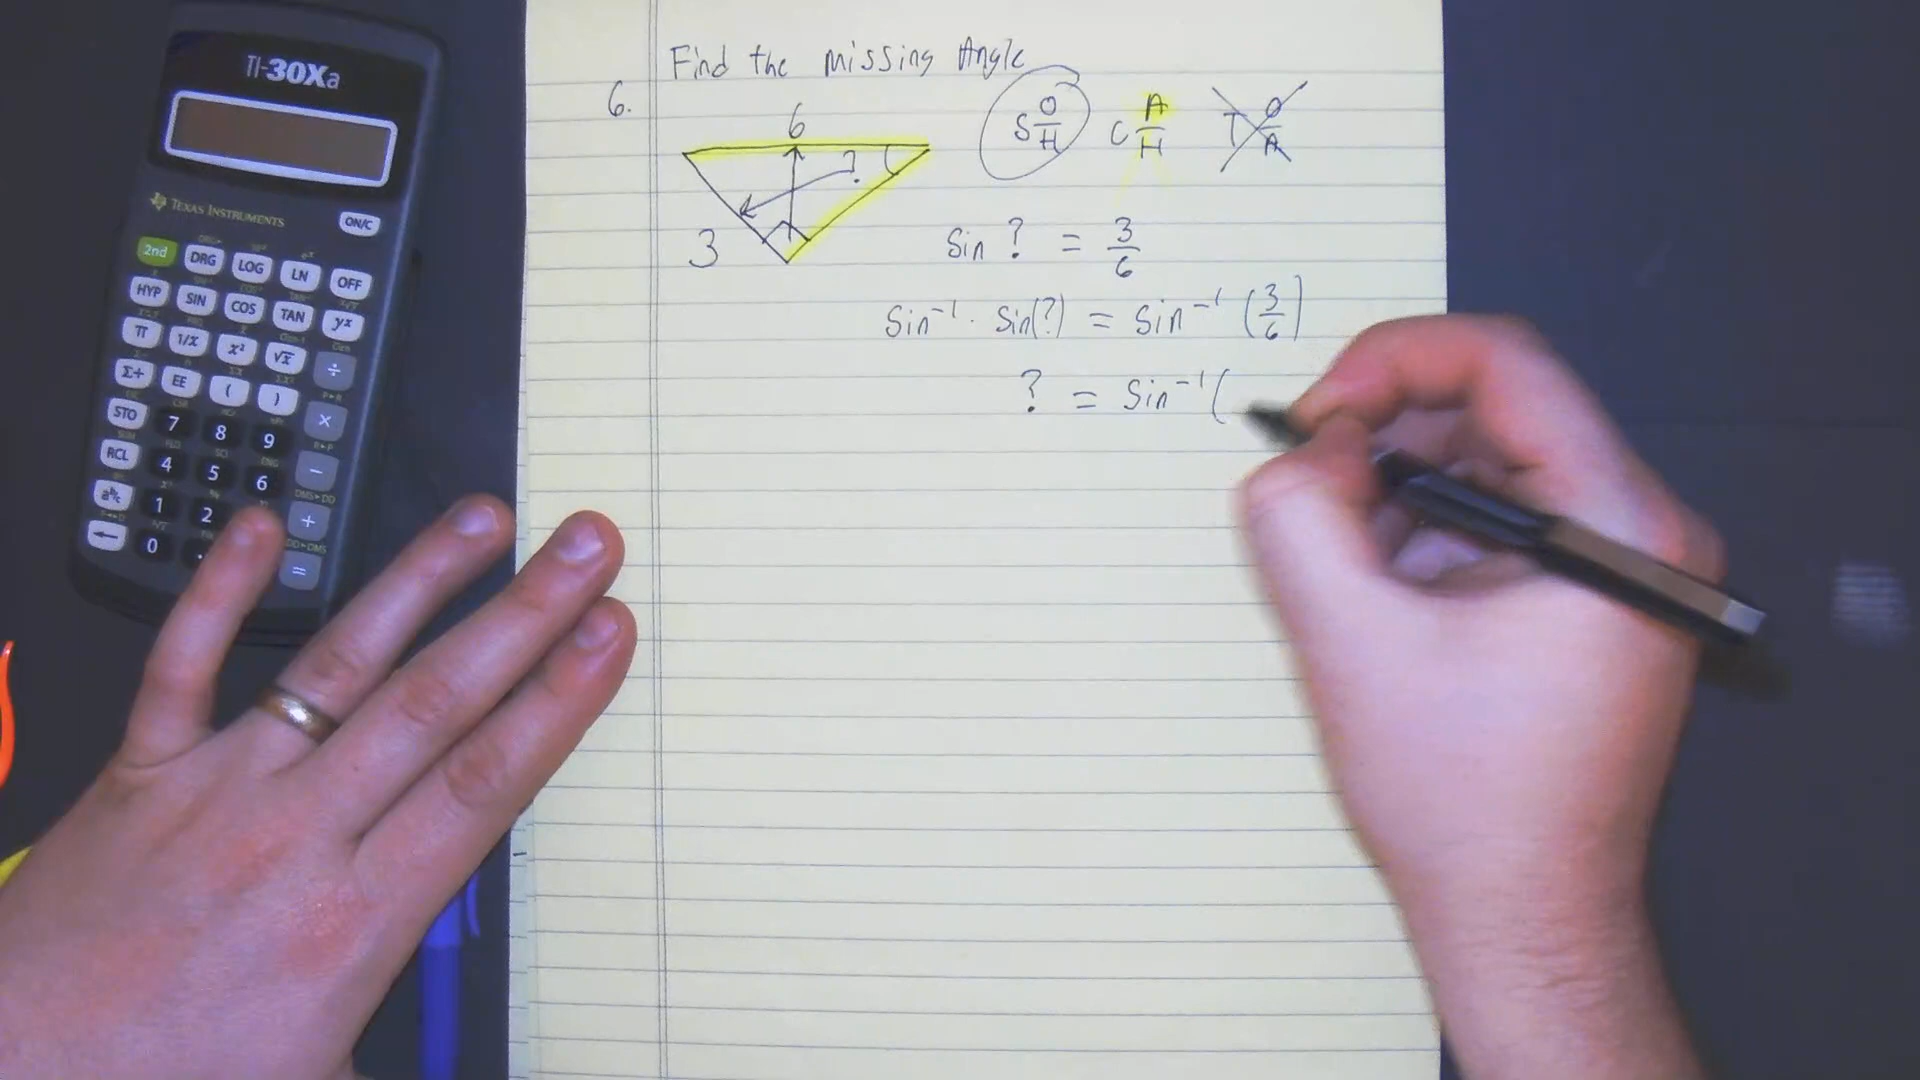 Find the missing Angle
6.
6
?
3
S O/H
C A/H
T O/A
Sin ? = 3/6
Sin⁻¹ · Sin(?) = Sin⁻¹ (3/6)
? = Sin⁻¹(
TI-30Xa
TEXAS INSTRUMENTS
ON/C
2nd DRG LOG LN OFF
HYP SIN COS TAN yx
π 1/x x² √x ÷
Σ+ EE ( ) ×
STO 7 8 9 −
RCL 4 5 6 +
ab/c 1 2
← 0 . =